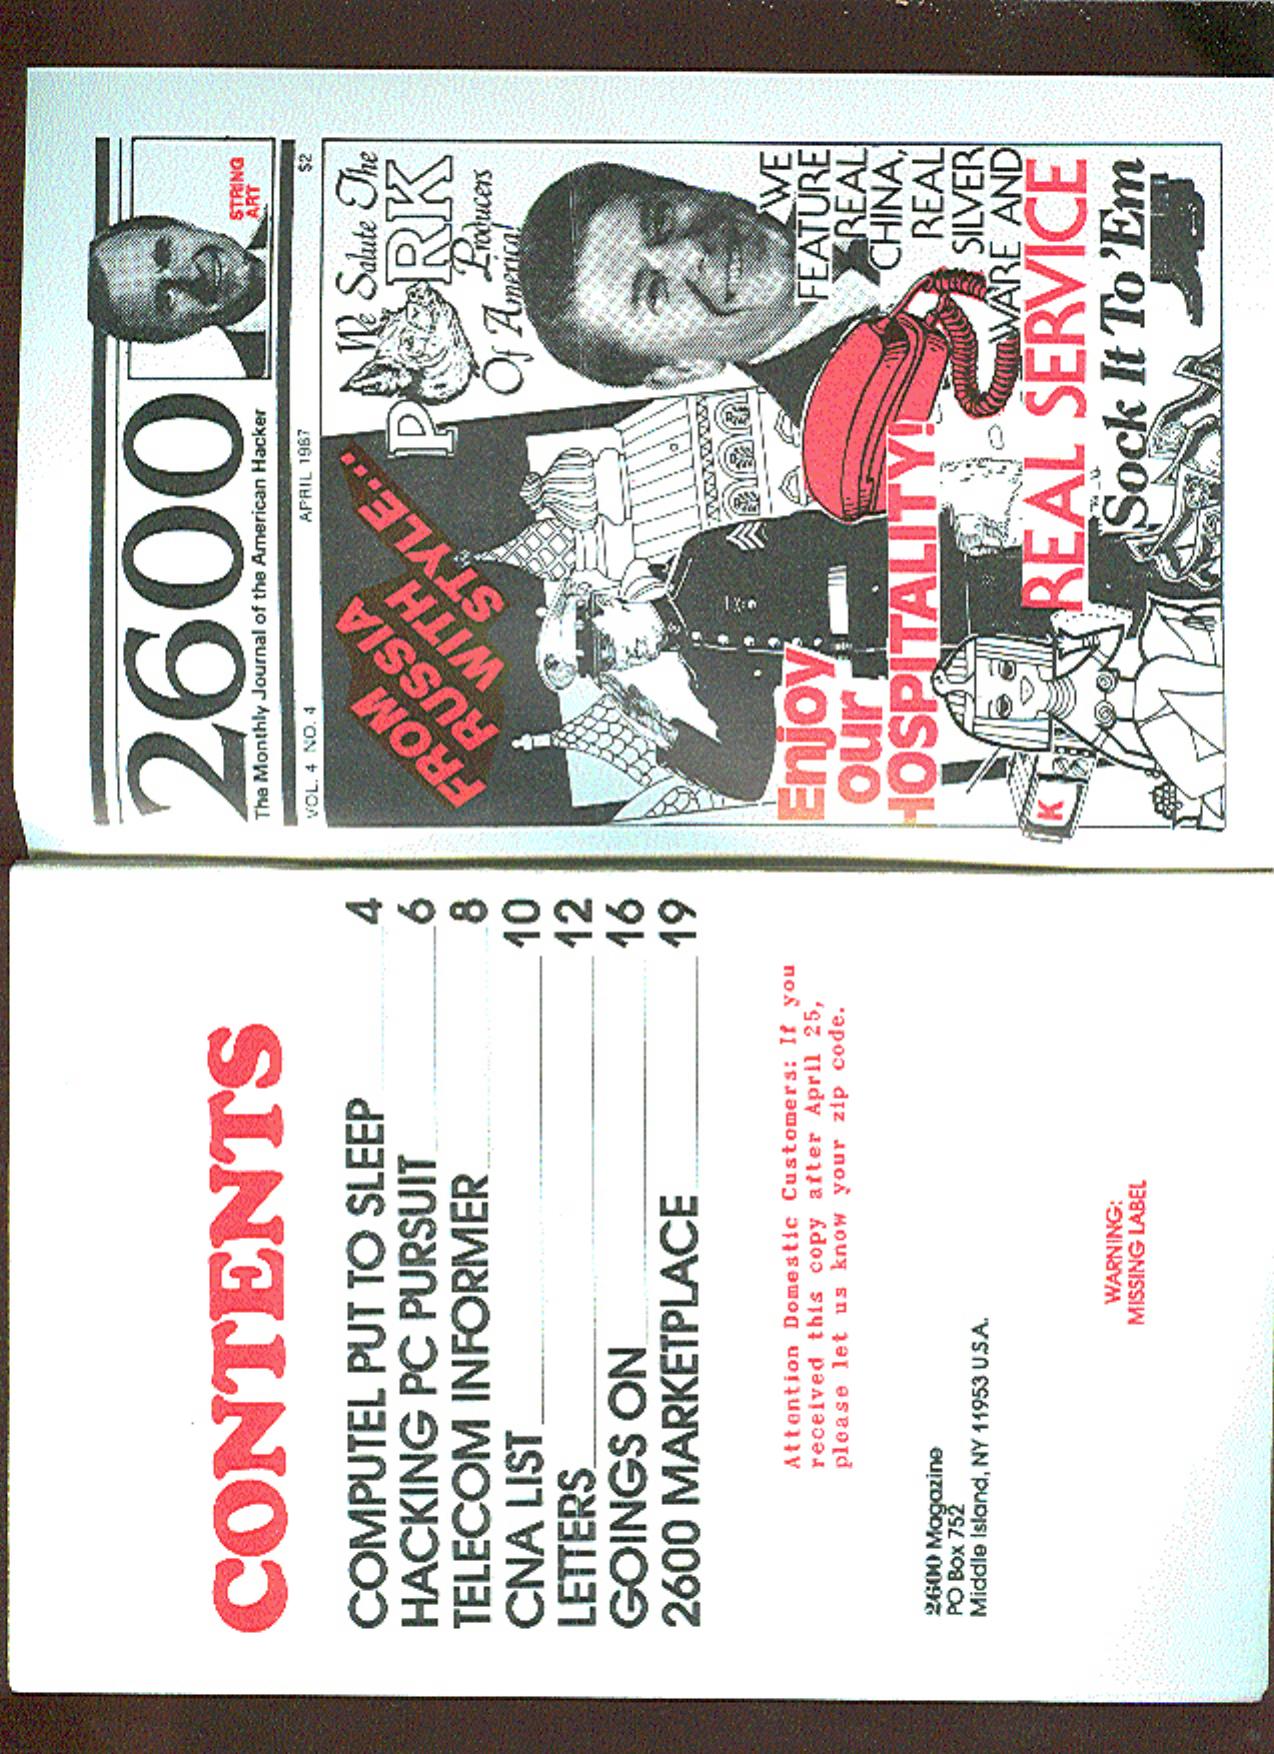 2600
STRING
ART
The Monthly Journal of the American Hacker
VOL. 4 NO. 4
APRIL 1987
$2
FROM
RUSSIA
WITH
STYLE...
We Salute The
P RK
Producers
Of America!
WE
FEATURE
REAL
CHINA,
REAL
SILVER
WARE AND
REAL SERVICE
Enjoy
our
HOSPITALITY!
Sock It To 'Em
K
CONTENTS
COMPUTEL PUT TO SLEEP 4
HACKING PC PURSUIT 6
TELECOM INFORMER 8
CNA LIST 10
LETTERS 12
GOINGS ON 16
2600 MARKETPLACE 19
Attention Domestic Customers: If you
received this copy after April 25,
please let us know your zip code.
2600 Magazine
PO Box 752
Middle Island, NY 11953 U.S.A.
WARNING:
MISSING LABEL